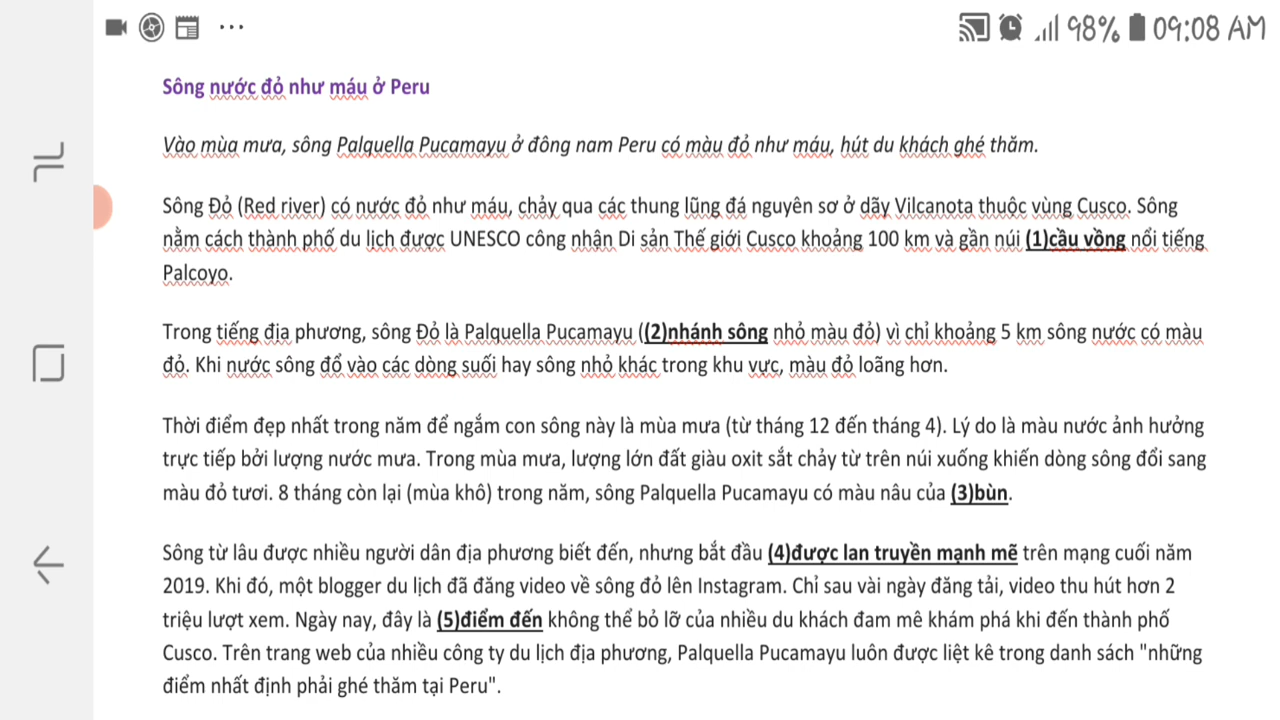 98% 09:08 AM
Sông nước đỏ như máu ở Peru
Vào mùa mưa, sông Palquella Pucamayu ở đông nam Peru có màu đỏ như máu, hút du khách ghé thăm.
Sông Đỏ (Red river) có nước đỏ như máu, chảy qua các thung lũng đá nguyên sơ ở dãy Vilcanota thuộc vùng Cusco. Sông
nằm cách thành phố du lịch được UNESCO công nhận Di sản Thế giới Cusco khoảng 100 km và gần núi (1)cầu vồng nổi tiếng
Palcoyo.
Trong tiếng địa phương, sông Đỏ là Palquella Pucamayu ((2)nhánh sông nhỏ màu đỏ) vì chỉ khoảng 5 km sông nước có màu
đỏ. Khi nước sông đổ vào các dòng suối hay sông nhỏ khác trong khu vực, màu đỏ loãng hơn.
Thời điểm đẹp nhất trong năm để ngắm con sông này là mùa mưa (từ tháng 12 đến tháng 4). Lý do là màu nước ảnh hưởng
trực tiếp bởi lượng nước mưa. Trong mùa mưa, lượng lớn đất giàu oxit sắt chảy từ trên núi xuống khiến dòng sông đổi sang
màu đỏ tươi. 8 tháng còn lại (mùa khô) trong năm, sông Palquella Pucamayu có màu nâu của (3)bùn.
Sông từ lâu được nhiều người dân địa phương biết đến, nhưng bắt đầu (4)được lan truyền mạnh mẽ trên mạng cuối năm
2019. Khi đó, một blogger du lịch đã đăng video về sông đỏ lên Instagram. Chỉ sau vài ngày đăng tải, video thu hút hơn 2
triệu lượt xem. Ngày nay, đây là (5)điểm đến không thể bỏ lỡ của nhiều du khách đam mê khám phá khi đến thành phố
Cusco. Trên trang web của nhiều công ty du lịch địa phương, Palquella Pucamayu luôn được liệt kê trong danh sách "những
điểm nhất định phải ghé thăm tại Peru".